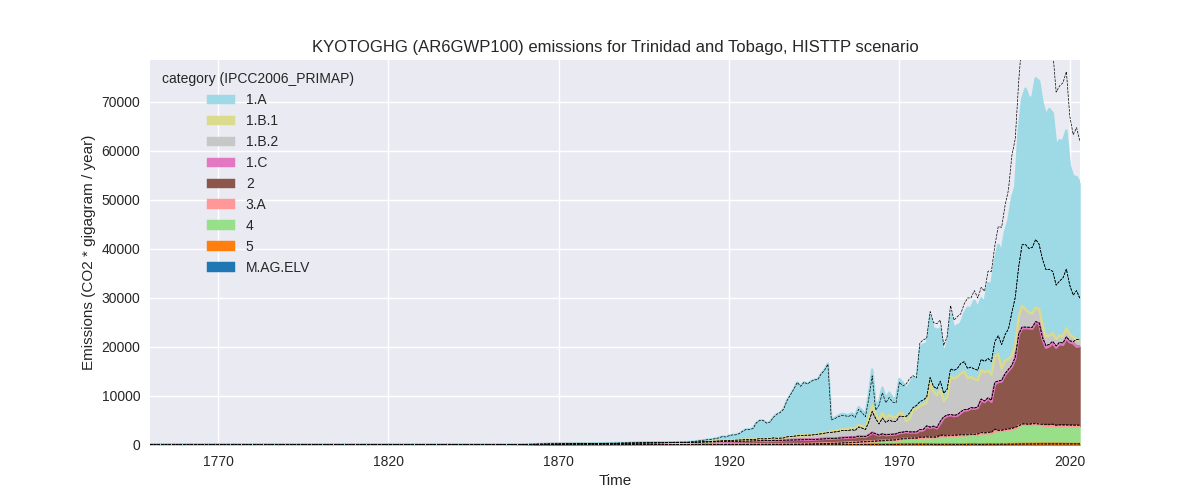 KYOTOGHG (AR6GWP100) emissions for Trinidad and Tobago, HISTTP scenario
category (IPCC2006_PRIMAP)
1.A
1.B.1
1.B.2
1.C
2
3.A
4
5
M.AG.ELV
Emissions (CO2 * gigagram / year)
70000
60000
50000
40000
30000
20000
10000
0
1770
1820
1870
1920
1970
2020
Time